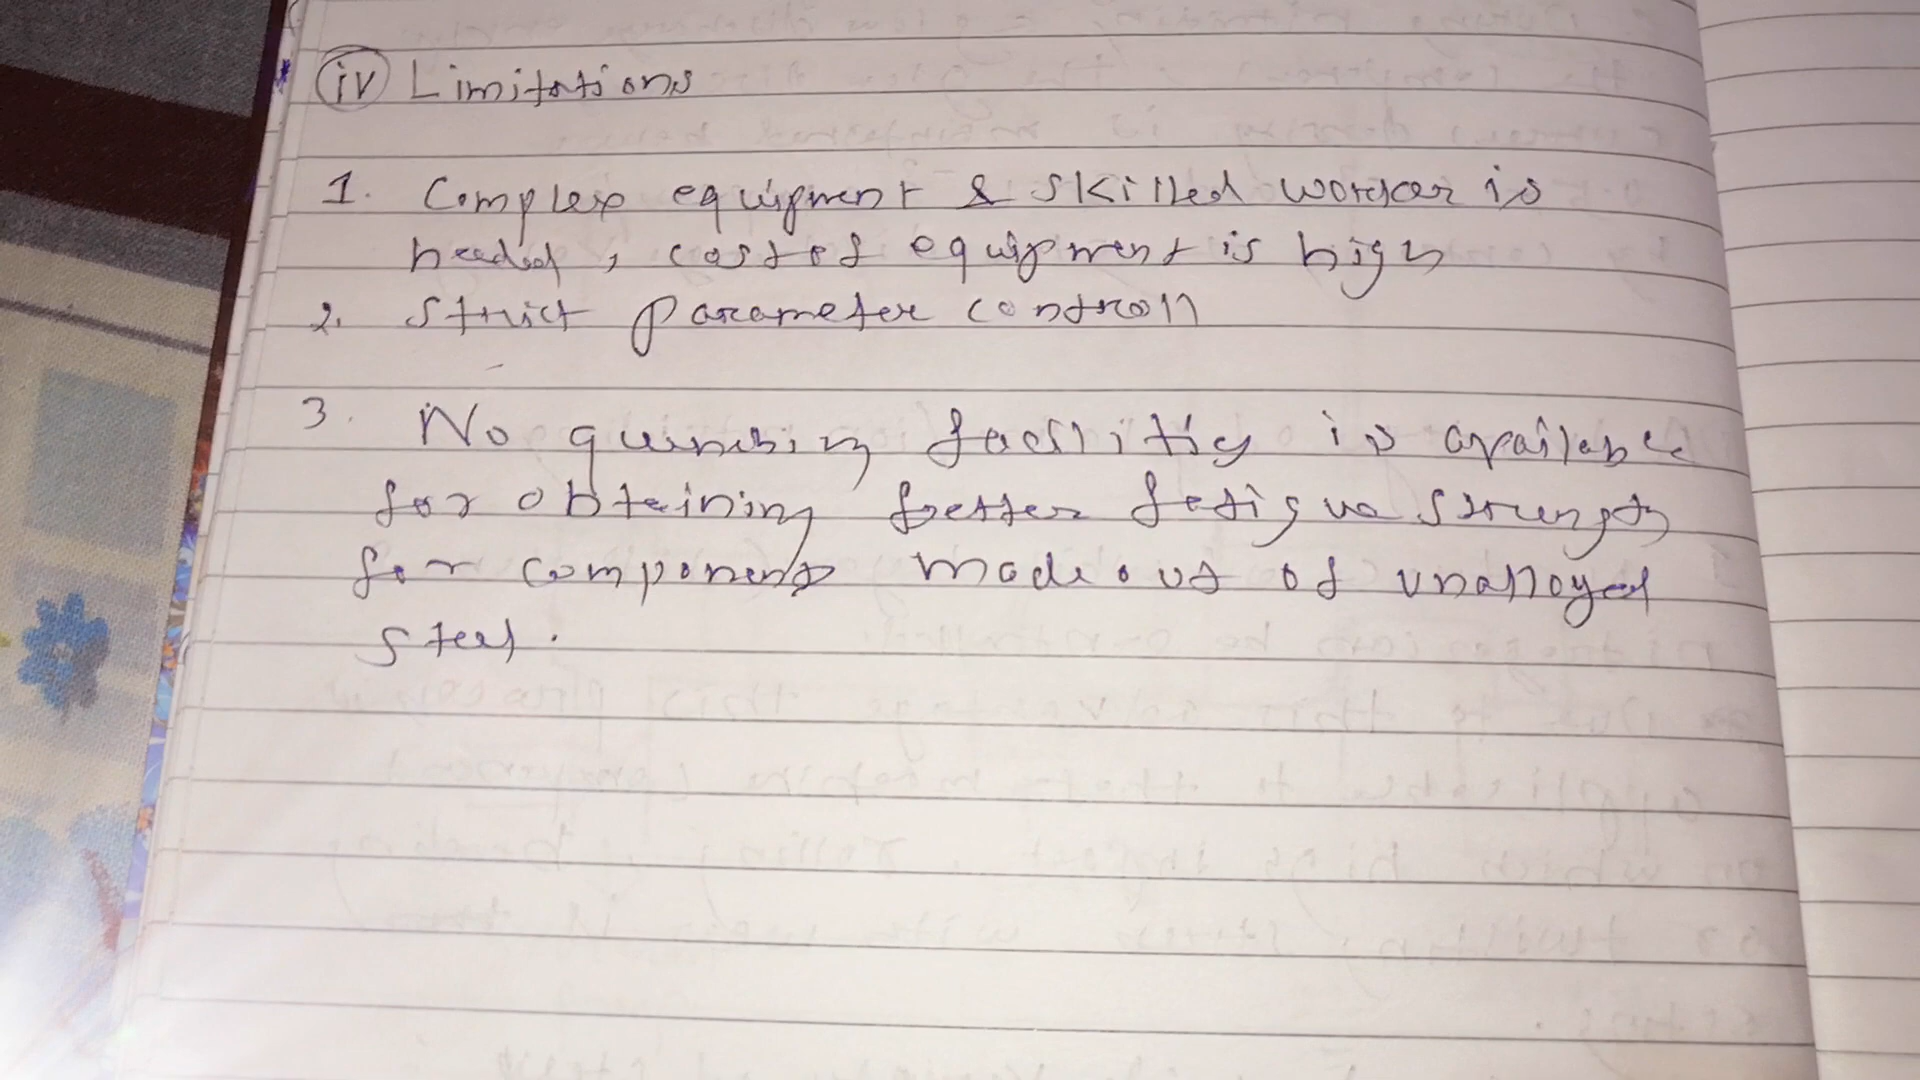 iv Limitations
1. Complex equipment & skilled worker is
needed, cost of equipment is high
2. Strict parameter controll
3. No quenching facility is available
for obtaining better fatigue strength
for components made out of unalloyed
steel.